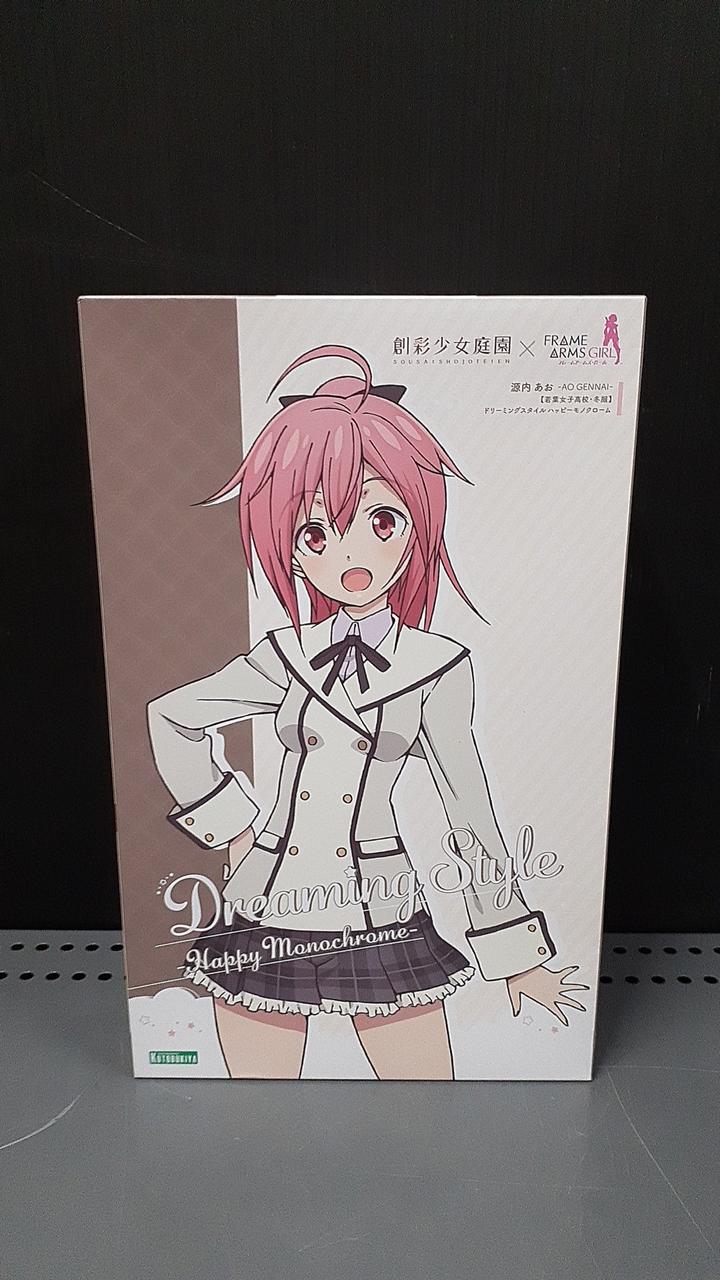 創彩少女庭園 × FRAME ARMS GIRL
SOUSAISHOJOTEIEN
フレームアームズ・ガール
源内 あお -AO GENNAI-
【若葉女子高校・冬服】
ドリーミングスタイル ハッピーモノクローム
Dreaming Style
-Happy Monochrome-
KOTOBUKIYA